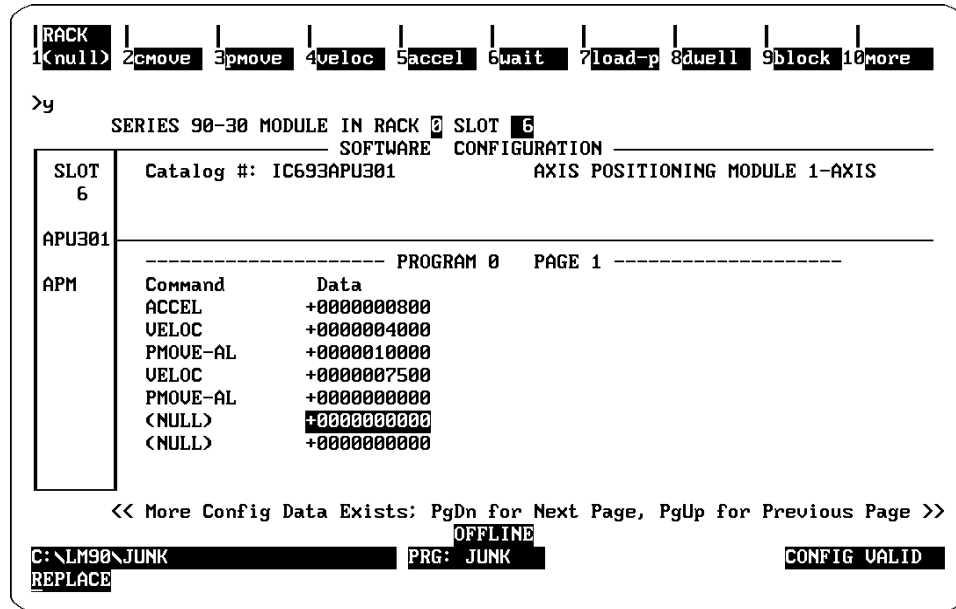 RACK
1(null) 2cmove 3pmove 4veloc 5accel 6wait 7load-p 8dwell 9block 10more
>y
SERIES 90-30 MODULE IN RACK 0 SLOT 6
SOFTWARE CONFIGURATION
SLOT Catalog #: IC693APU301 AXIS POSITIONING MODULE 1-AXIS
6
APU301
-------------------- PROGRAM 0 PAGE 1 -------------------
APM Command Data
ACCEL +0000000800
VELOC +0000004000
PMOVE-AL +0000010000
VELOC +0000007500
PMOVE-AL +0000000000
(NULL) +0000000000
(NULL) +0000000000
<< More Config Data Exists; PgDn for Next Page, PgUp for Previous Page >>
OFFLINE
C:\LM90\JUNK PRG: JUNK CONFIG VALID
REPLACE